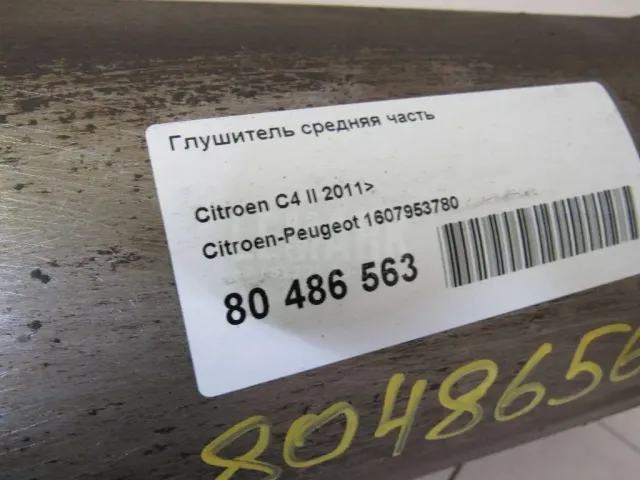 Глушитель средняя часть
Citroen C4 II 2011>
Citroen-Peugeot 1607953780
80 486 563
8048656